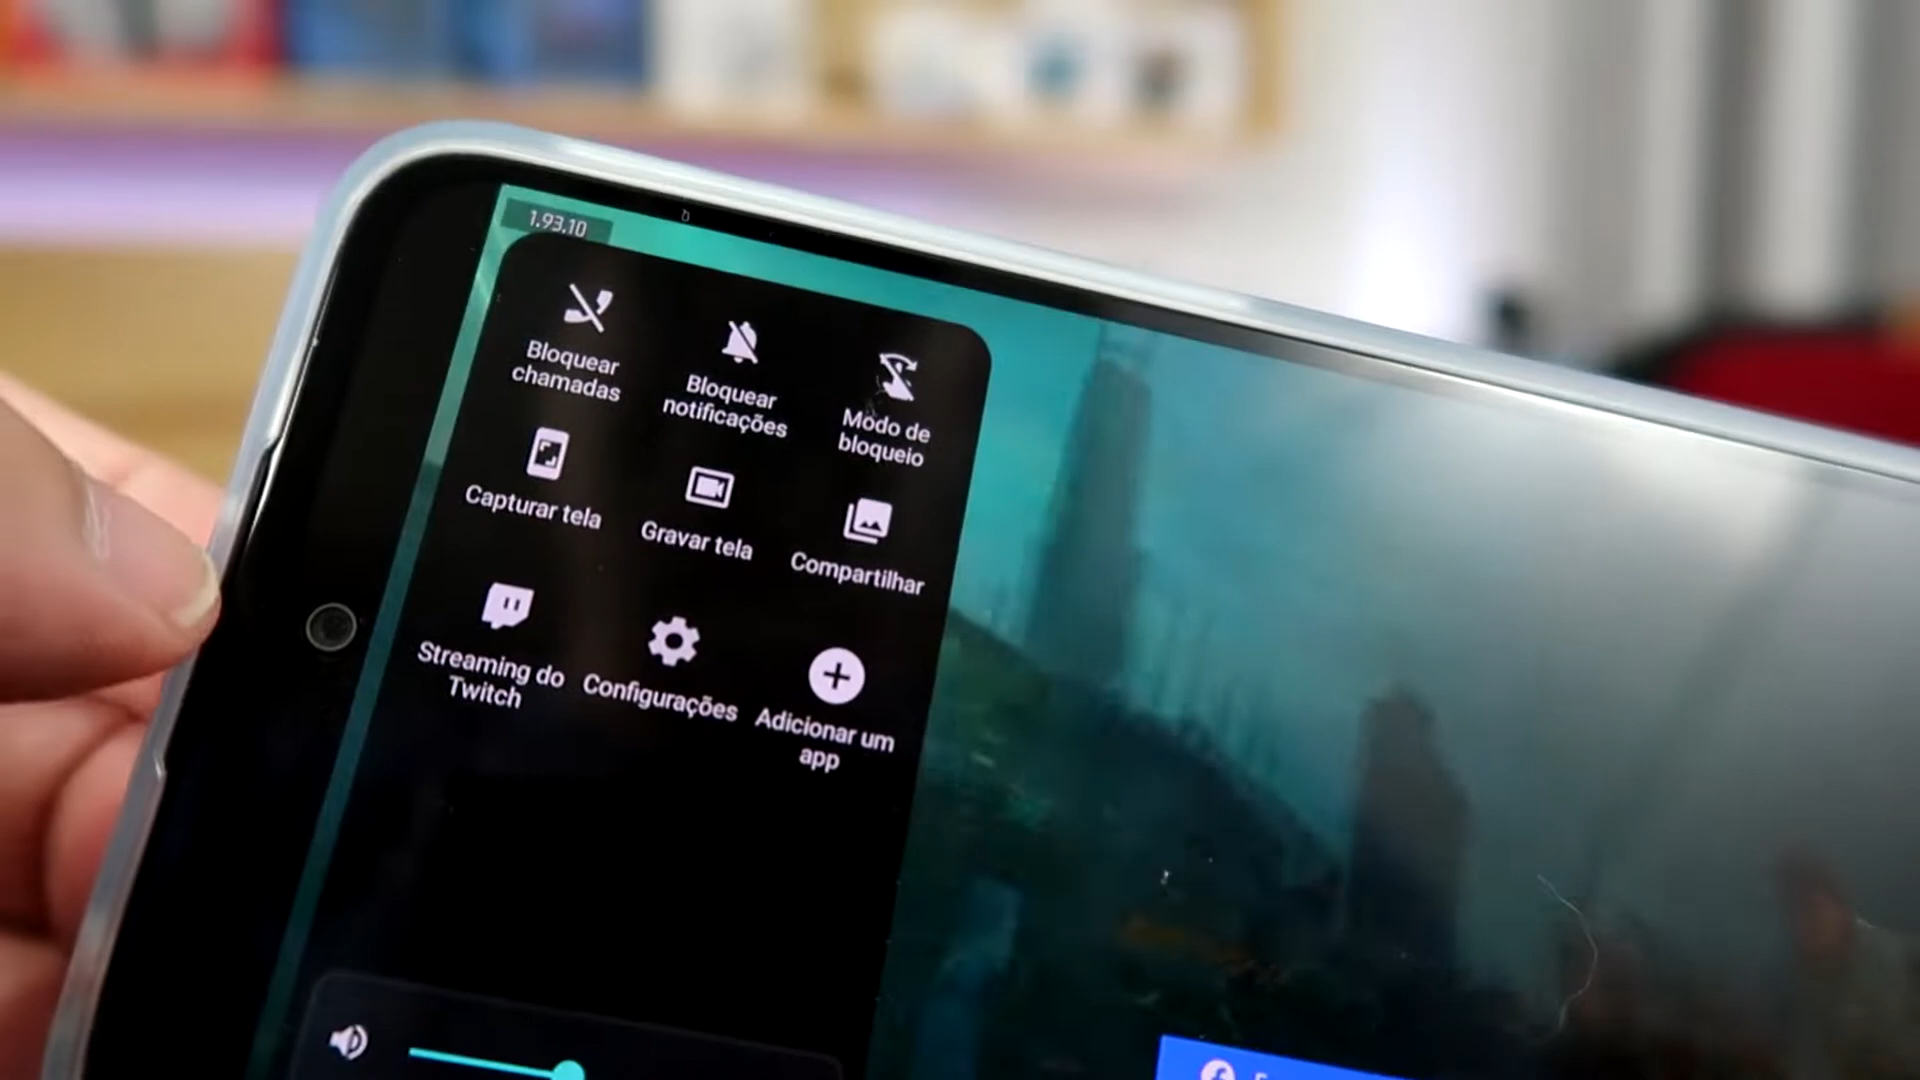 1.93.10
Bloquear
chamadas
Bloquear
notificações
Modo de
bloqueio
Capturar tela
Gravar tela
Compartilhar
Streaming do
Twitch
Configurações
Adicionar um
app